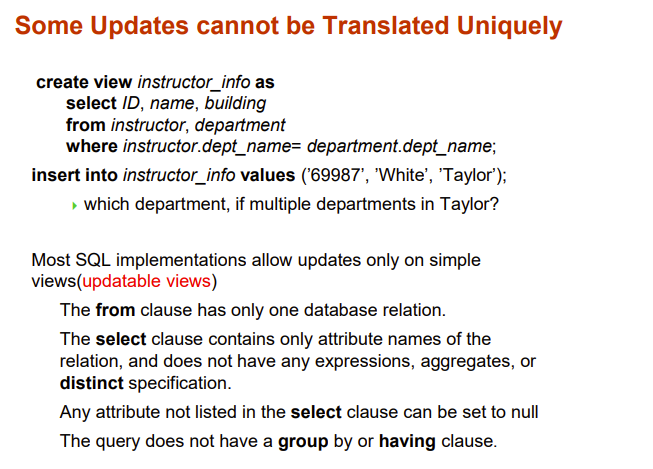 Some Updates cannot be Translated Uniquely
create view instructor_info as
select ID, name, building
from instructor, department
where instructor.dept_name= department.dept_name;
insert into instructor_info values (’69987’, ’White’, ’Taylor’);
which department, if multiple departments in Taylor?
Most SQL implementations allow updates only on simple
views(updatable views)
The from clause has only one database relation.
The select clause contains only attribute names of the
relation, and does not have any expressions, aggregates, or
distinct specification.
Any attribute not listed in the select clause can be set to null
The query does not have a group by or having clause.